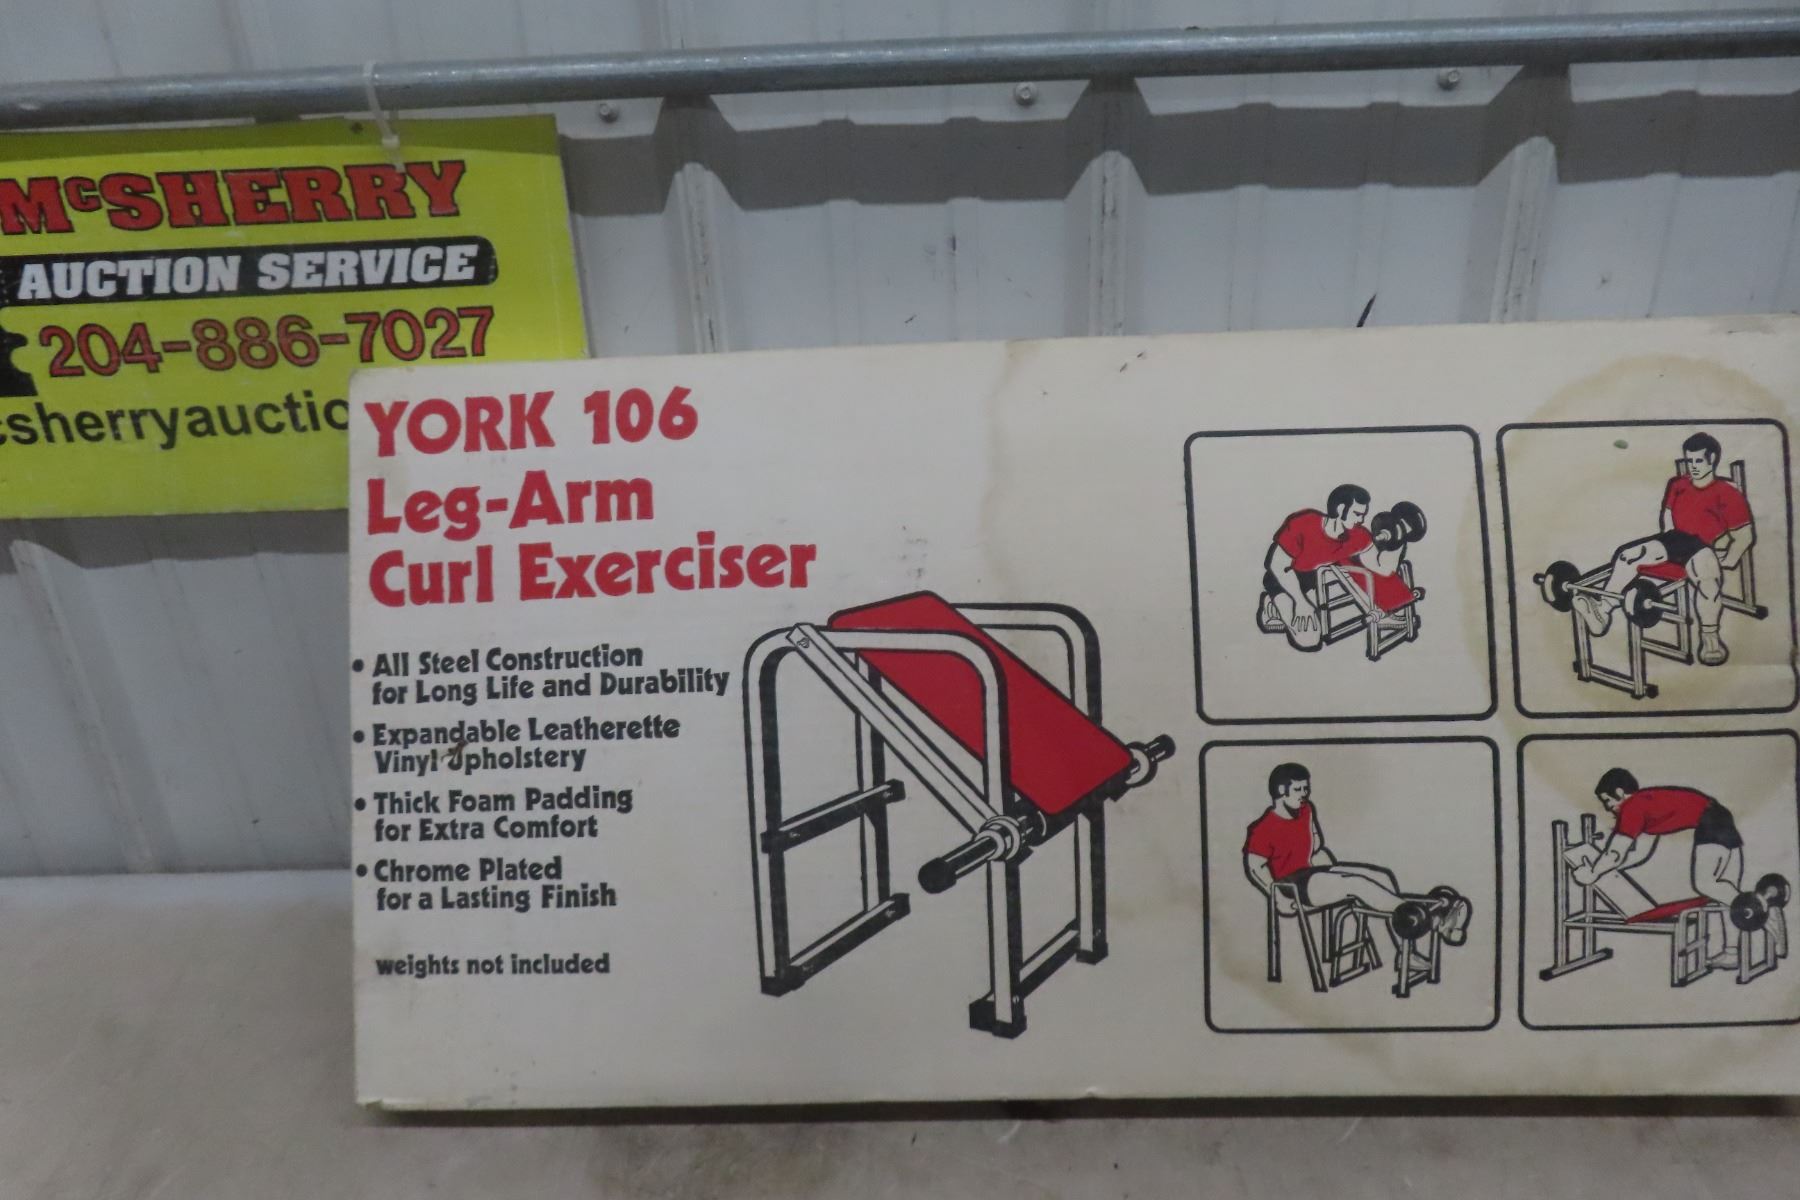 McSHERRY
AUCTION SERVICE
204-886-7027
csherryauctio
YORK 106
Leg-Arm
Curl Exerciser
• All Steel Construction
for Long Life and Durability
• Expandable Leatherette
Vinyl Upholstery
• Thick Foam Padding
for Extra Comfort
• Chrome Plated
for a Lasting Finish
weights not included